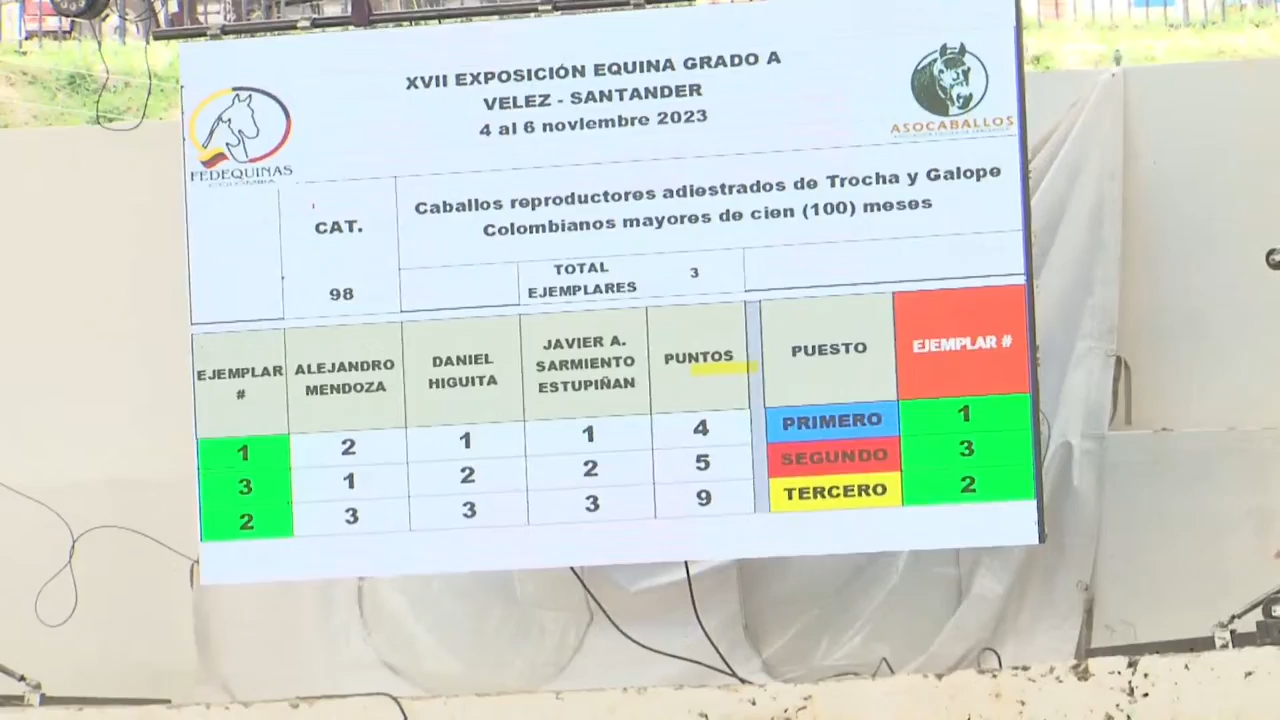 XVII EXPOSICIÓN EQUINA GRADO A
VELEZ - SANTANDER
4 al 6 noviembre 2023
FEDEQUINAS
COLOMBIA
ASOCABALLOS
CAT.
98
Caballos reproductores adiestrados de Trocha y Galope
Colombianos mayores de cien (100) meses
TOTAL
EJEMPLARES
3
EJEMPLAR
#
ALEJANDRO
MENDOZA
DANIEL
HIGUITA
JAVIER A.
SARMIENTO
ESTUPIÑAN
PUNTOS
PUESTO
EJEMPLAR #
1 2 1 1 4 PRIMERO 1
3 1 2 2 5 SEGUNDO 3
2 3 3 3 9 TERCERO 2